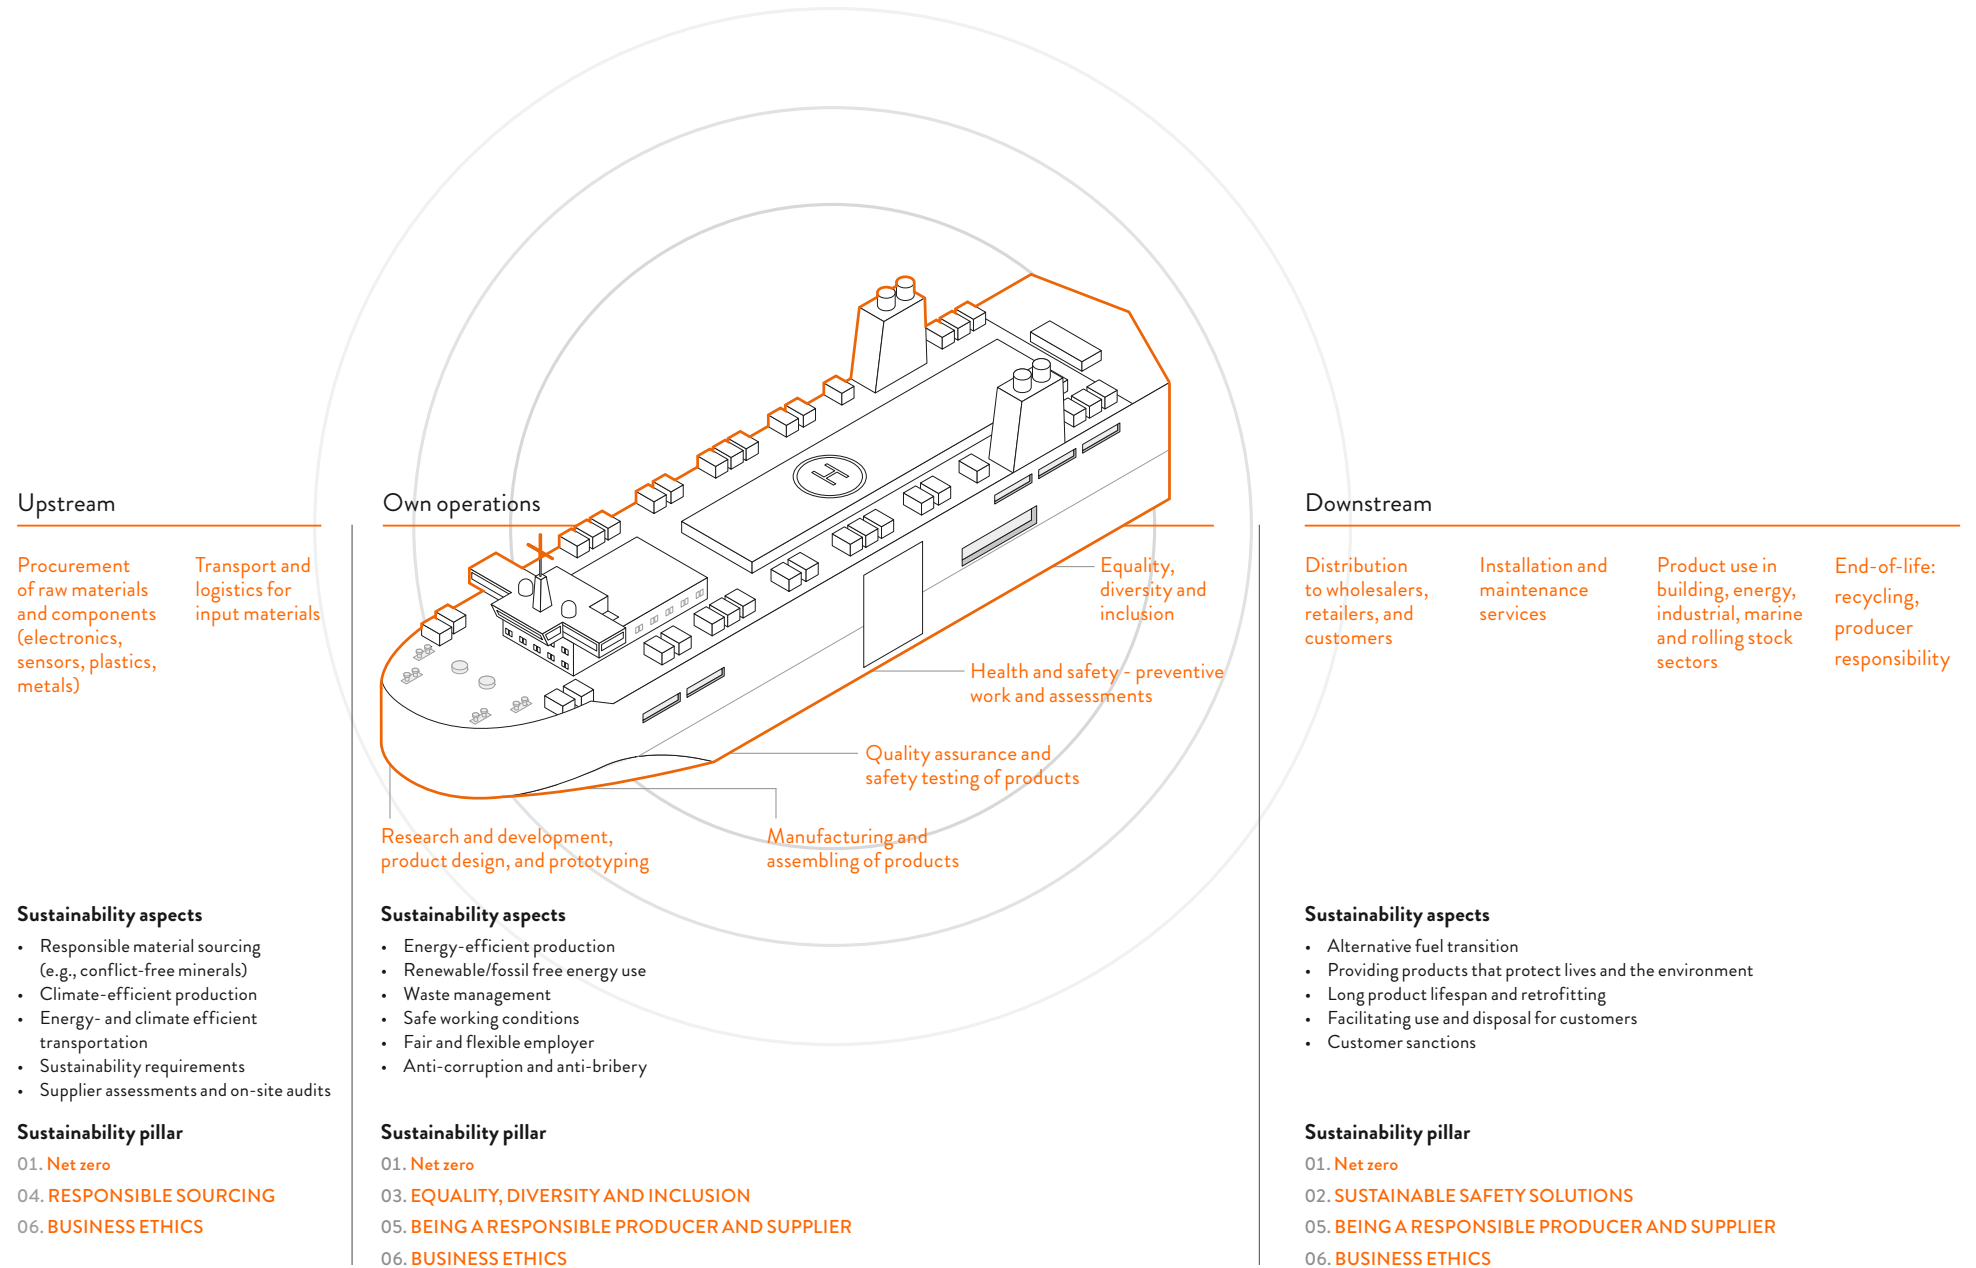 Upstream
Procurement
of raw materials
and components
(electronics,
sensors, plastics,
metals)
Transport and
logistics for
input materials
Sustainability aspects
• Responsible material sourcing
(e.g., conflict-free minerals)
• Climate-efficient production
• Energy- and climate efficient
transportation
• Sustainability requirements
• Supplier assessments and on-site audits
Sustainability pillar
01. Net zero
04. RESPONSIBLE SOURCING
06. BUSINESS ETHICS
Own operations
H
Equality,
diversity and
inclusion
Health and safety - preventive
work and assessments
Quality assurance and
safety testing of products
Research and development,
product design, and prototyping
Manufacturing and
assembling of products
Sustainability aspects
• Energy-efficient production
• Renewable/fossil free energy use
• Waste management
• Safe working conditions
• Fair and flexible employer
• Anti-corruption and anti-bribery
Sustainability pillar
01. Net zero
03. EQUALITY, DIVERSITY AND INCLUSION
05. BEING A RESPONSIBLE PRODUCER AND SUPPLIER
06. BUSINESS ETHICS
Downstream
Distribution
to wholesalers,
retailers, and
customers
Installation and
maintenance
services
Product use in
building, energy,
industrial, marine
and rolling stock
sectors
End-of-life:
recycling,
producer
responsibility
Sustainability aspects
• Alternative fuel transition
• Providing products that protect lives and the environment
• Long product lifespan and retrofitting
• Facilitating use and disposal for customers
• Customer sanctions
Sustainability pillar
01. Net zero
02. SUSTAINABLE SAFETY SOLUTIONS
05. BEING A RESPONSIBLE PRODUCER AND SUPPLIER
06. BUSINESS ETHICS